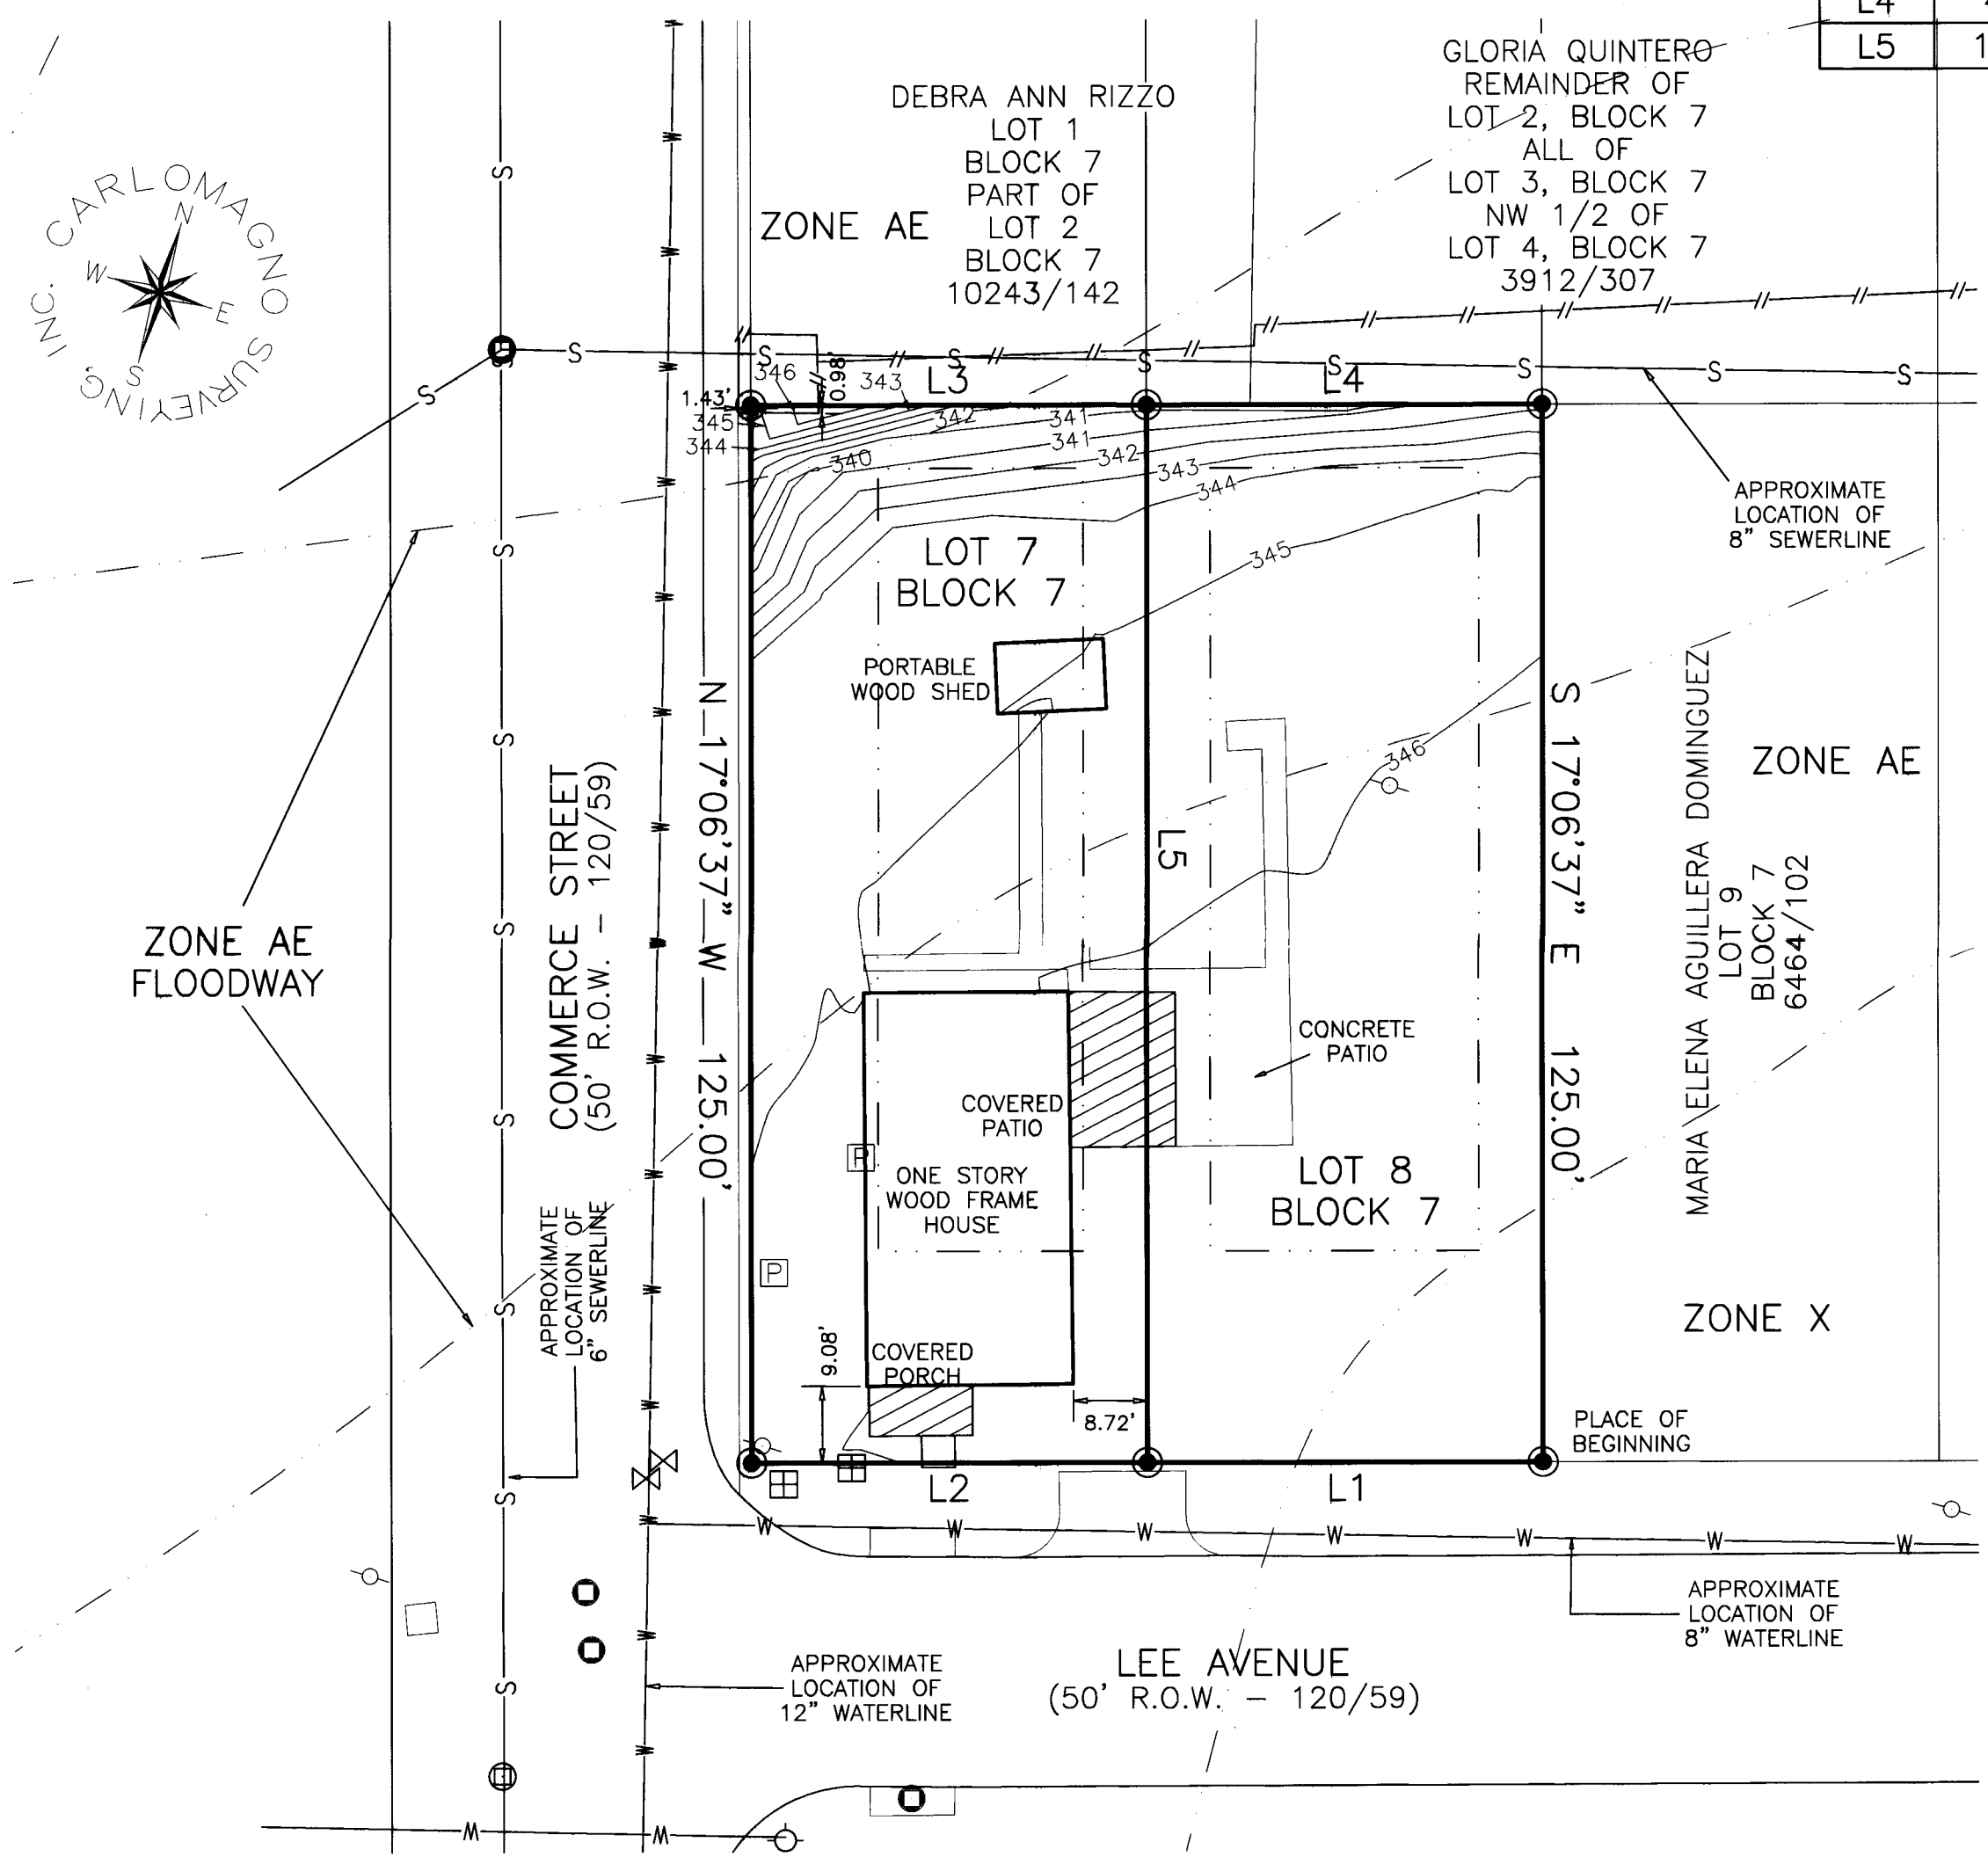 L4
L5 1
GLORIA QUINTERO
REMAINDER OF
LOT 2, BLOCK 7
ALL OF
LOT 3, BLOCK 7
NW 1/2 OF
LOT 4, BLOCK 7
3912/307
DEBRA ANN RIZZO
LOT 1
BLOCK 7
PART OF
LOT 2
BLOCK 7
10243/142
ZONE AE
CARLOMAGNO SURVEYING, INC.
N
W
E
S
S
S
S
S
S
S
S
S
S
S
346
0.98'
343
L3
L4
1.43'
345
344
342
341
340
341
342
343
344
345
346
APPROXIMATE
LOCATION OF
8" SEWERLINE
LOT 7
BLOCK 7
PORTABLE
WOOD SHED
N 17°06'37" W 125.00'
S 17°06'37" E 125.00'
L5
COMMERCE STREET
(50' R.O.W. - 120/59)
MARIA ELENA AGUILLERA DOMINGUEZ
LOT 9
BLOCK 7
6464/102
ZONE AE
ZONE AE
FLOODWAY
CONCRETE
PATIO
COVERED
PATIO
P
ONE STORY
WOOD FRAME
HOUSE
LOT 8
BLOCK 7
APPROXIMATE
LOCATION OF
6" SEWERLINE
P
ZONE X
9.08'
COVERED
PORCH
8.72'
PLACE OF
BEGINNING
L2
L1
W
W
W
W
W
W
W
APPROXIMATE
LOCATION OF
8" WATERLINE
APPROXIMATE
LOCATION OF
12" WATERLINE
LEE AVENUE
(50' R.O.W. - 120/59)
W
W